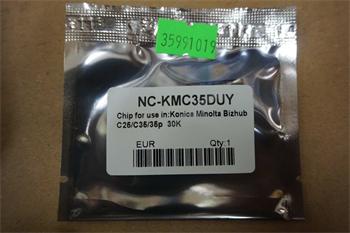 35991019
NC-KMC35DUY
Chip for use in:Konica Minolta Bizhub
C25/C35/35p 30K
EUR Qty:1